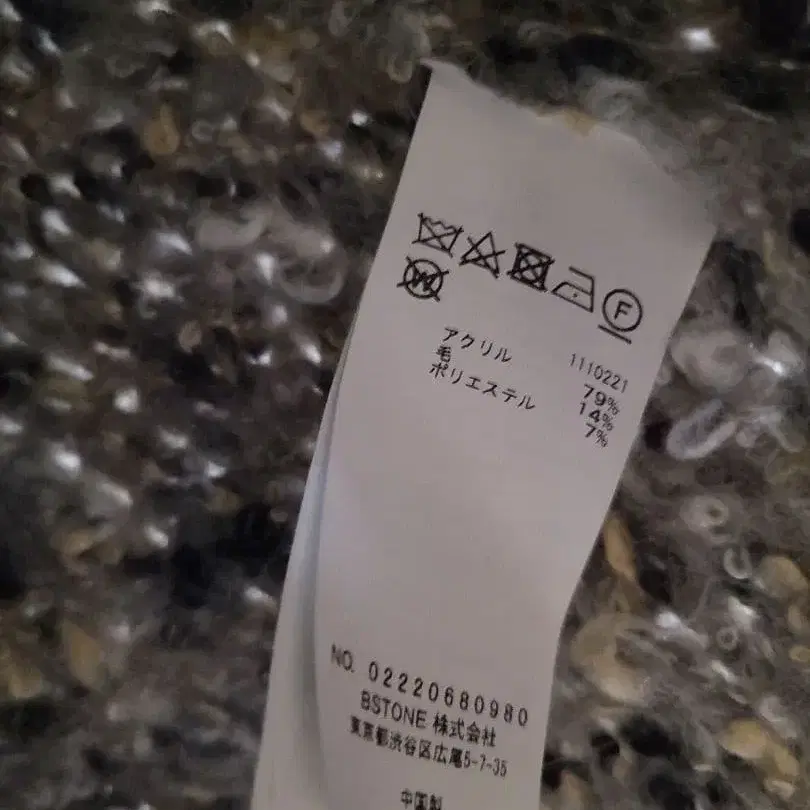 F
W
1110221
アクリル 79%
毛 14%
ポリエステル 7%
NO. 02220680980
BSTONE 株式会社
東京都渋谷区広尾5-7-35
中国製